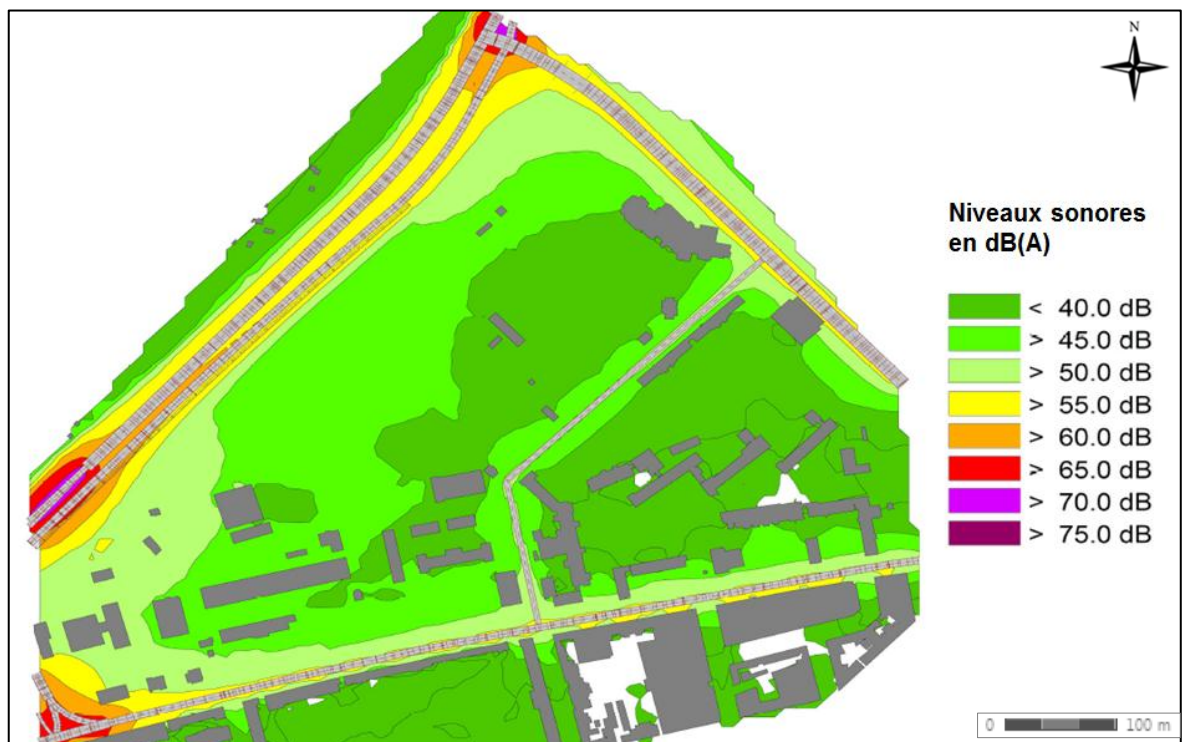 N
Niveaux sonores
en dB(A)
< 40.0 dB
> 45.0 dB
> 50.0 dB
> 55.0 dB
> 60.0 dB
> 65.0 dB
> 70.0 dB
> 75.0 dB
0 100 m